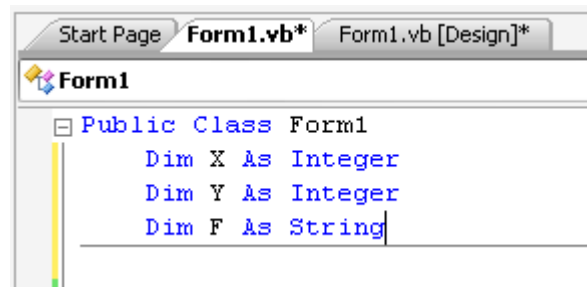 Start Page Form1.vb* Form1.vb [Design]*
Form1
Public Class Form1
Dim X As Integer
Dim Y As Integer
Dim F As String